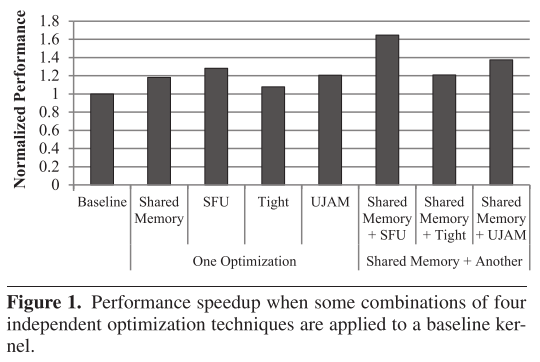 Normalized Performance
1.8
1.6
1.4
1.2
1
0.8
0.6
0.4
0.2
0
Baseline
Shared
Memory
SFU
Tight
UJAM
Shared
Memory
+ SFU
Shared
Memory
+ Tight
Shared
Memory
+ UJAM
One Optimization
Shared Memory + Another
Figure 1. Performance speedup when some combinations of four
independent optimization techniques are applied to a baseline ker-
nel.